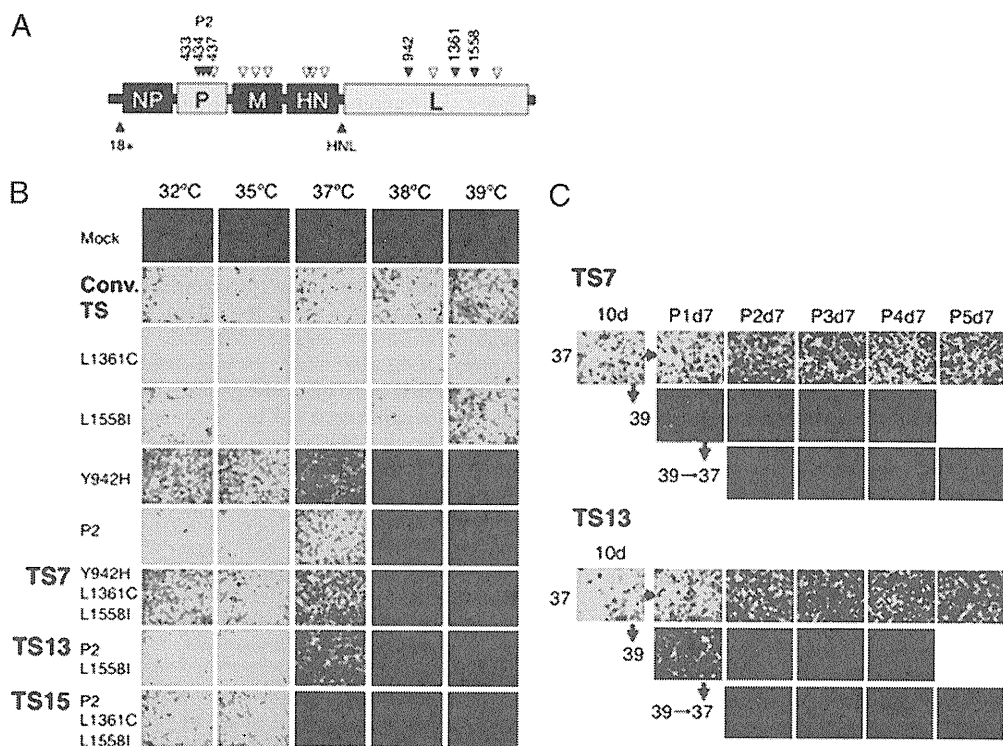 A
P2
433
434
437
942
1361
1558
NP P M HN L
18+
HNL
B
32°C 35°C 37°C 38°C 39°C
Mock
Conv.
TS
L1361C
L1558I
Y942H
P2
TS7 Y942H
L1361C
L1558I
TS13 P2
L1558I
TS15 P2
L1361C
L1558I
C
TS7
10d P1d7 P2d7 P3d7 P4d7 P5d7
37
39
39→37
TS13
10d
37
39
39→37